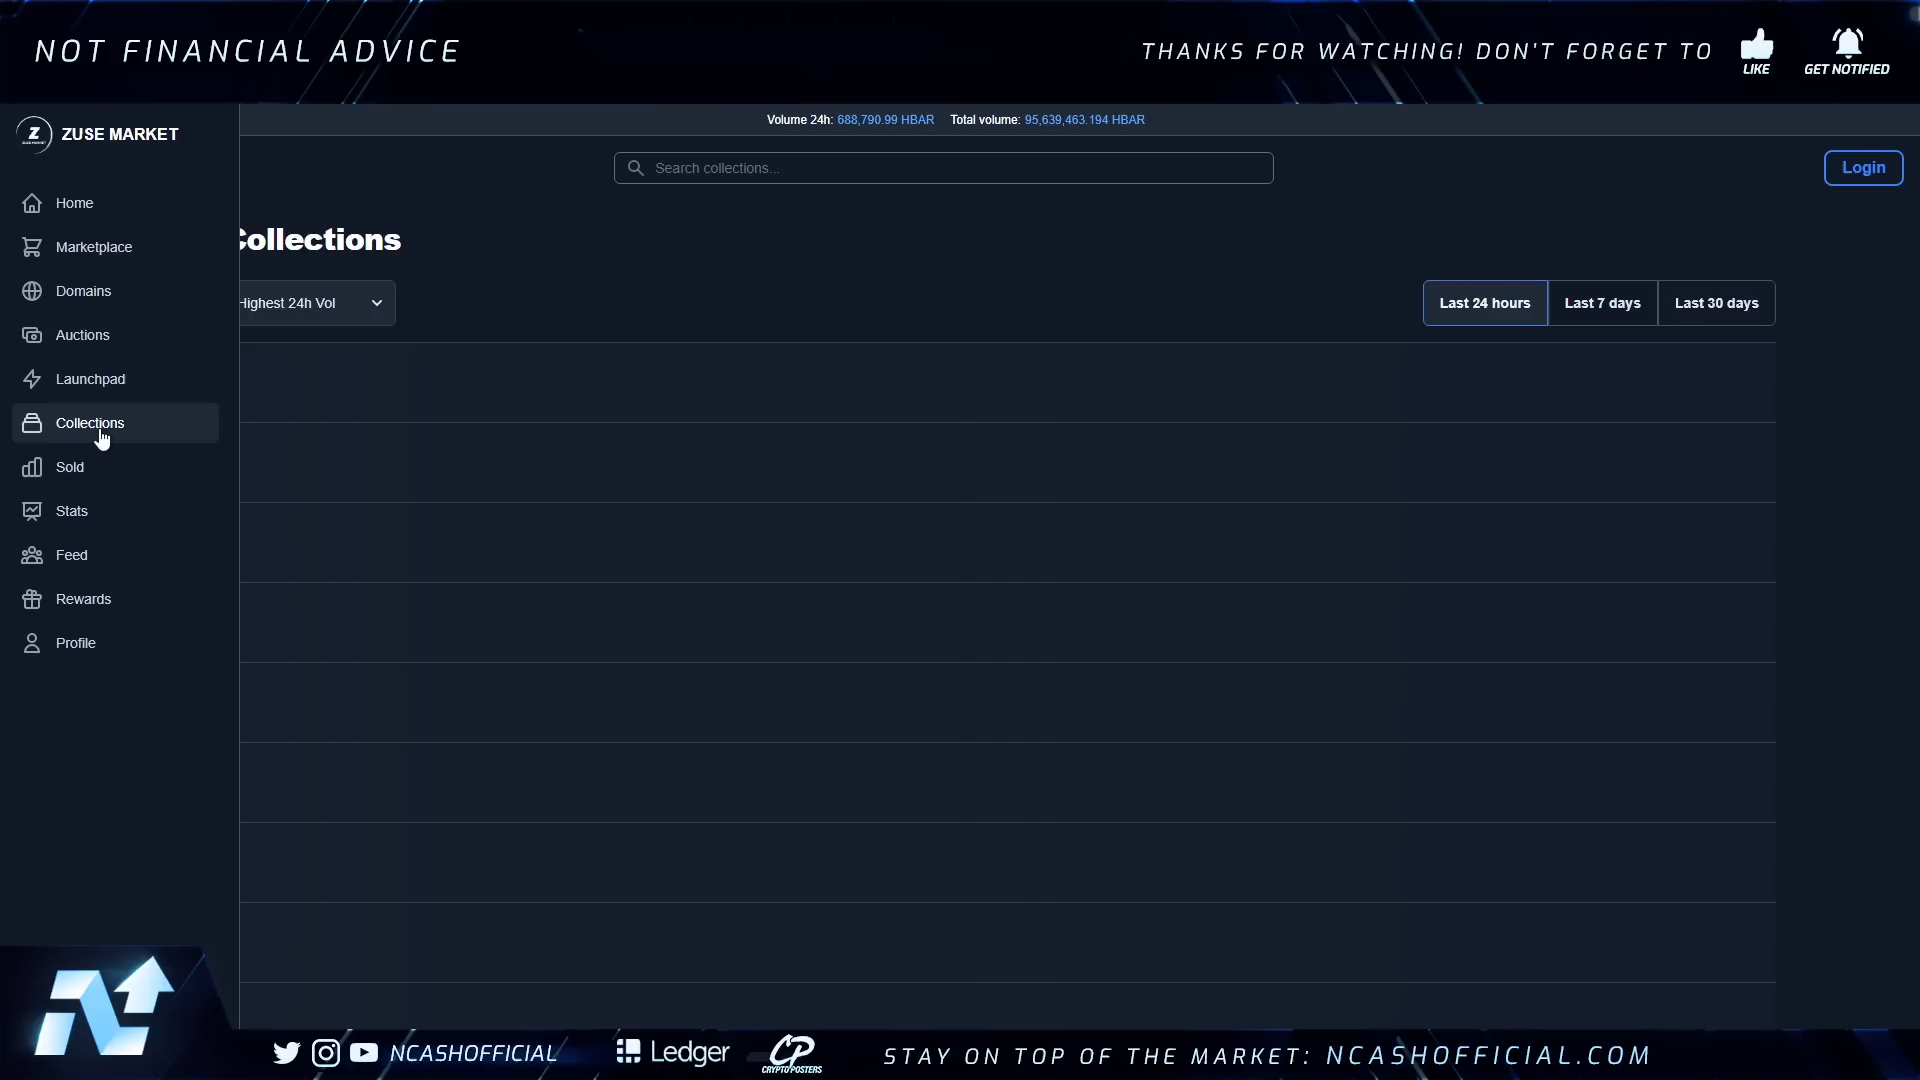 NOT FINANCIAL ADVICE
THANKS FOR WATCHING! DON'T FORGET TO
LIKE
GET NOTIFIED
Z
ZUSE MARKET
Volume 24h: 688,790.99 HBAR Total volume: 95,639,463.194 HBAR
Search collections...
Login
Home
Marketplace
Domains
Auctions
Launchpad
Collections
Sold
Stats
Feed
Rewards
Profile
Collections
Highest 24h Vol
Last 24 hours
Last 7 days
Last 30 days
NCASHOFFICIAL
Ledger
CP
CRYPTOPOSTERS
STAY ON TOP OF THE MARKET: NCASHOFFICIAL.COM